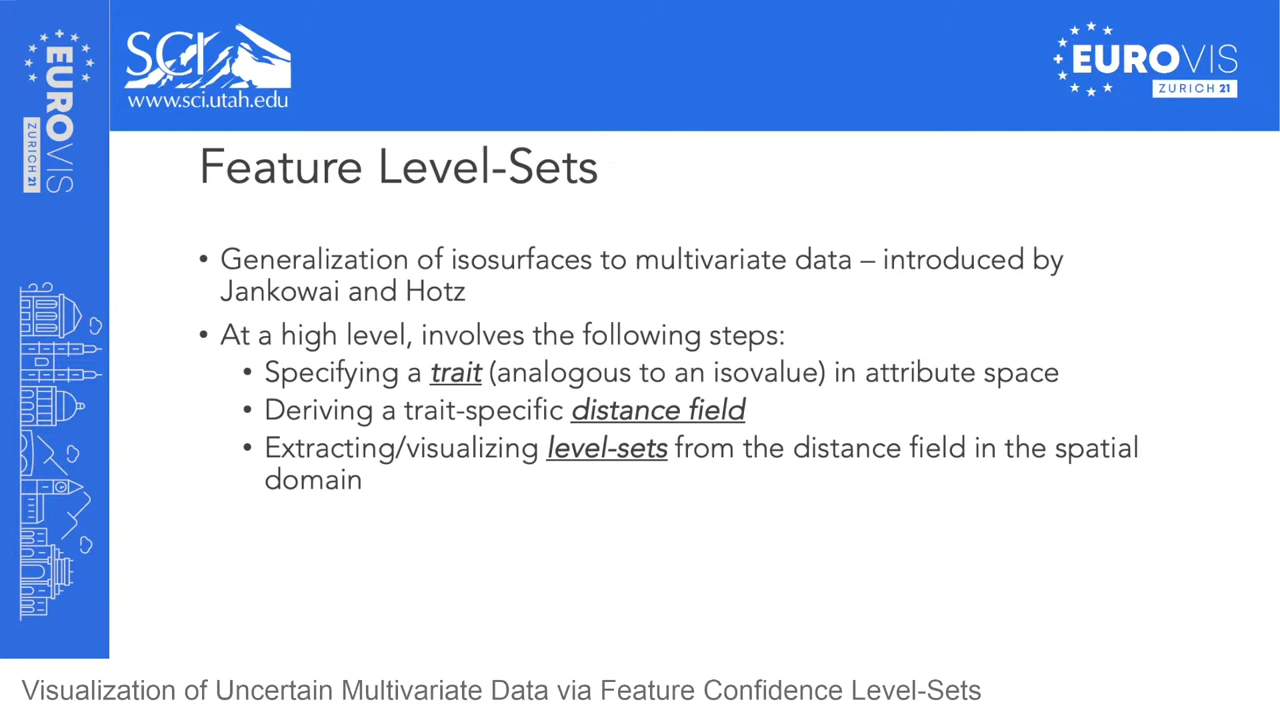 SCI
www.sci.utah.edu
EUROVIS
ZURICH 21
EUROVIS
ZURICH 21
Feature Level-Sets
• Generalization of isosurfaces to multivariate data – introduced by
Jankowai and Hotz
• At a high level, involves the following steps:
• Specifying a trait (analogous to an isovalue) in attribute space
• Deriving a trait-specific distance field
• Extracting/visualizing level-sets from the distance field in the spatial
domain
Visualization of Uncertain Multivariate Data via Feature Confidence Level-Sets